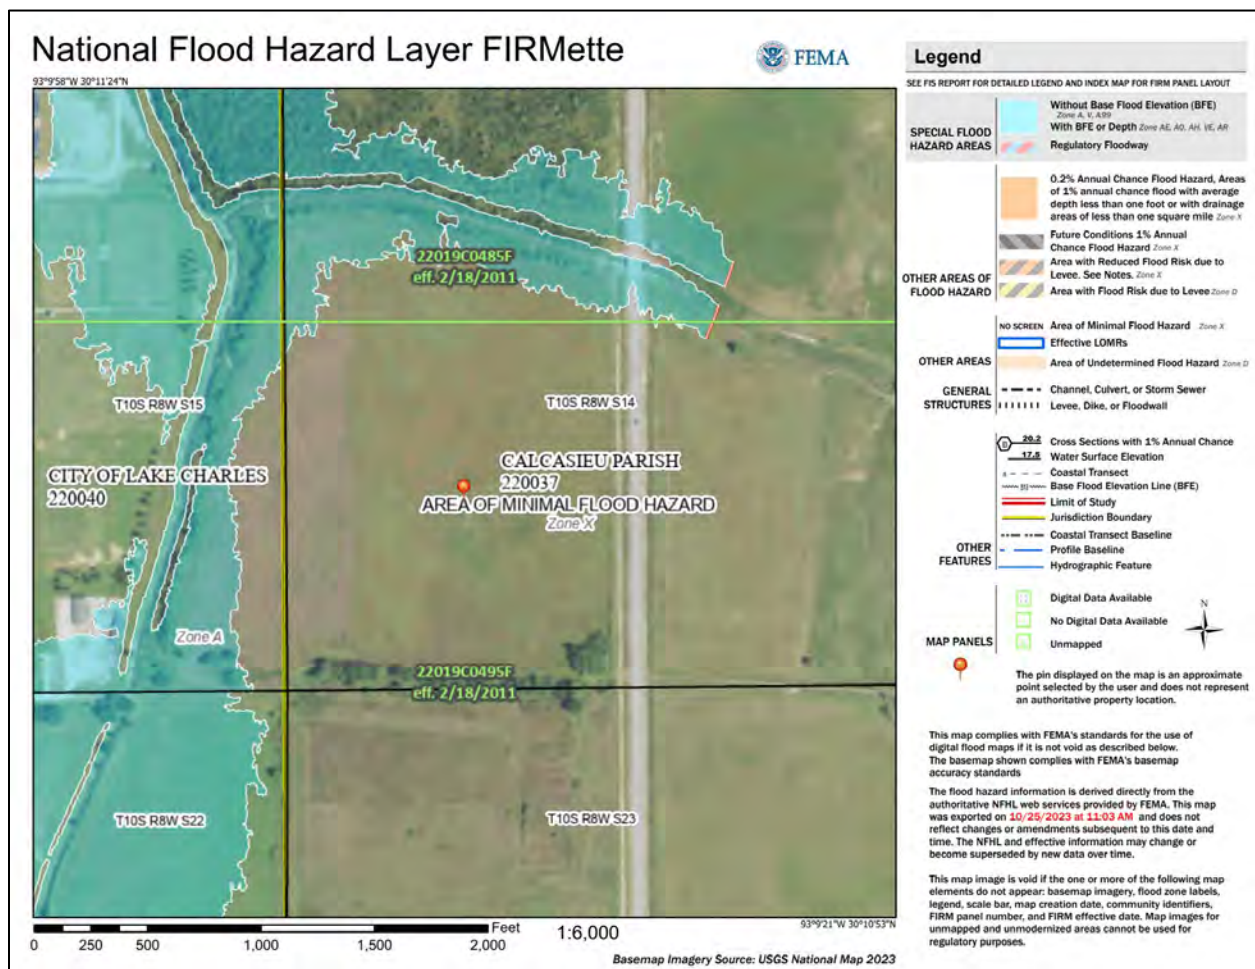 National Flood Hazard Layer FIRMette
FEMA
93°9'58"W 30°11'24"N
22019C0485F
eff. 2/18/2011
T10S R8W S15
T10S R8W S14
CITY OF LAKE CHARLES
220040
CALCASIEU PARISH
220037
AREA OF MINIMAL FLOOD HAZARD
Zone X
Zone A
22019C0495F
eff. 2/18/2011
T10S R8W S22
T10S R8W S23
93°9'21"W 30°10'53"N
Feet
1:6,000
0 250 500 1,000 1,500 2,000
Basemap Imagery Source: USGS National Map 2023
Legend
SEE FIS REPORT FOR DETAILED LEGEND AND INDEX MAP FOR FIRM PANEL LAYOUT
SPECIAL FLOOD
HAZARD AREAS
Without Base Flood Elevation (BFE)
Zone A, V, A99
With BFE or Depth Zone AE, AO, AH, VE, AR
Regulatory Floodway
OTHER AREAS OF
FLOOD HAZARD
0.2% Annual Chance Flood Hazard, Areas
of 1% annual chance flood with average
depth less than one foot or with drainage
areas of less than one square mile Zone X
Future Conditions 1% Annual
Chance Flood Hazard Zone X
Area with Reduced Flood Risk due to
Levee. See Notes. Zone X
Area with Flood Risk due to Levee Zone D
OTHER AREAS
NO SCREEN Area of Minimal Flood Hazard Zone X
Effective LOMRs
Area of Undetermined Flood Hazard Zone D
GENERAL
STRUCTURES
Channel, Culvert, or Storm Sewer
Levee, Dike, or Floodwall
OTHER
FEATURES
20.2 Cross Sections with 1% Annual Chance
17.5 Water Surface Elevation
Coastal Transect
Base Flood Elevation Line (BFE)
Limit of Study
Jurisdiction Boundary
Coastal Transect Baseline
Profile Baseline
Hydrographic Feature
MAP PANELS
Digital Data Available
No Digital Data Available
Unmapped
N
The pin displayed on the map is an approximate
point selected by the user and does not represent
an authoritative property location.
This map complies with FEMA's standards for the use of
digital flood maps if it is not void as described below.
The basemap shown complies with FEMA's basemap
accuracy standards
The flood hazard information is derived directly from the
authoritative NFHL web services provided by FEMA. This map
was exported on 10/25/2023 at 11:03 AM and does not
reflect changes or amendments subsequent to this date and
time. The NFHL and effective information may change or
become superseded by new data over time.
This map image is void if the one or more of the following map
elements do not appear: basemap imagery, flood zone labels,
legend, scale bar, map creation date, community identifiers,
FIRM panel number, and FIRM effective date. Map images for
unmapped and unmodernized areas cannot be used for
regulatory purposes.